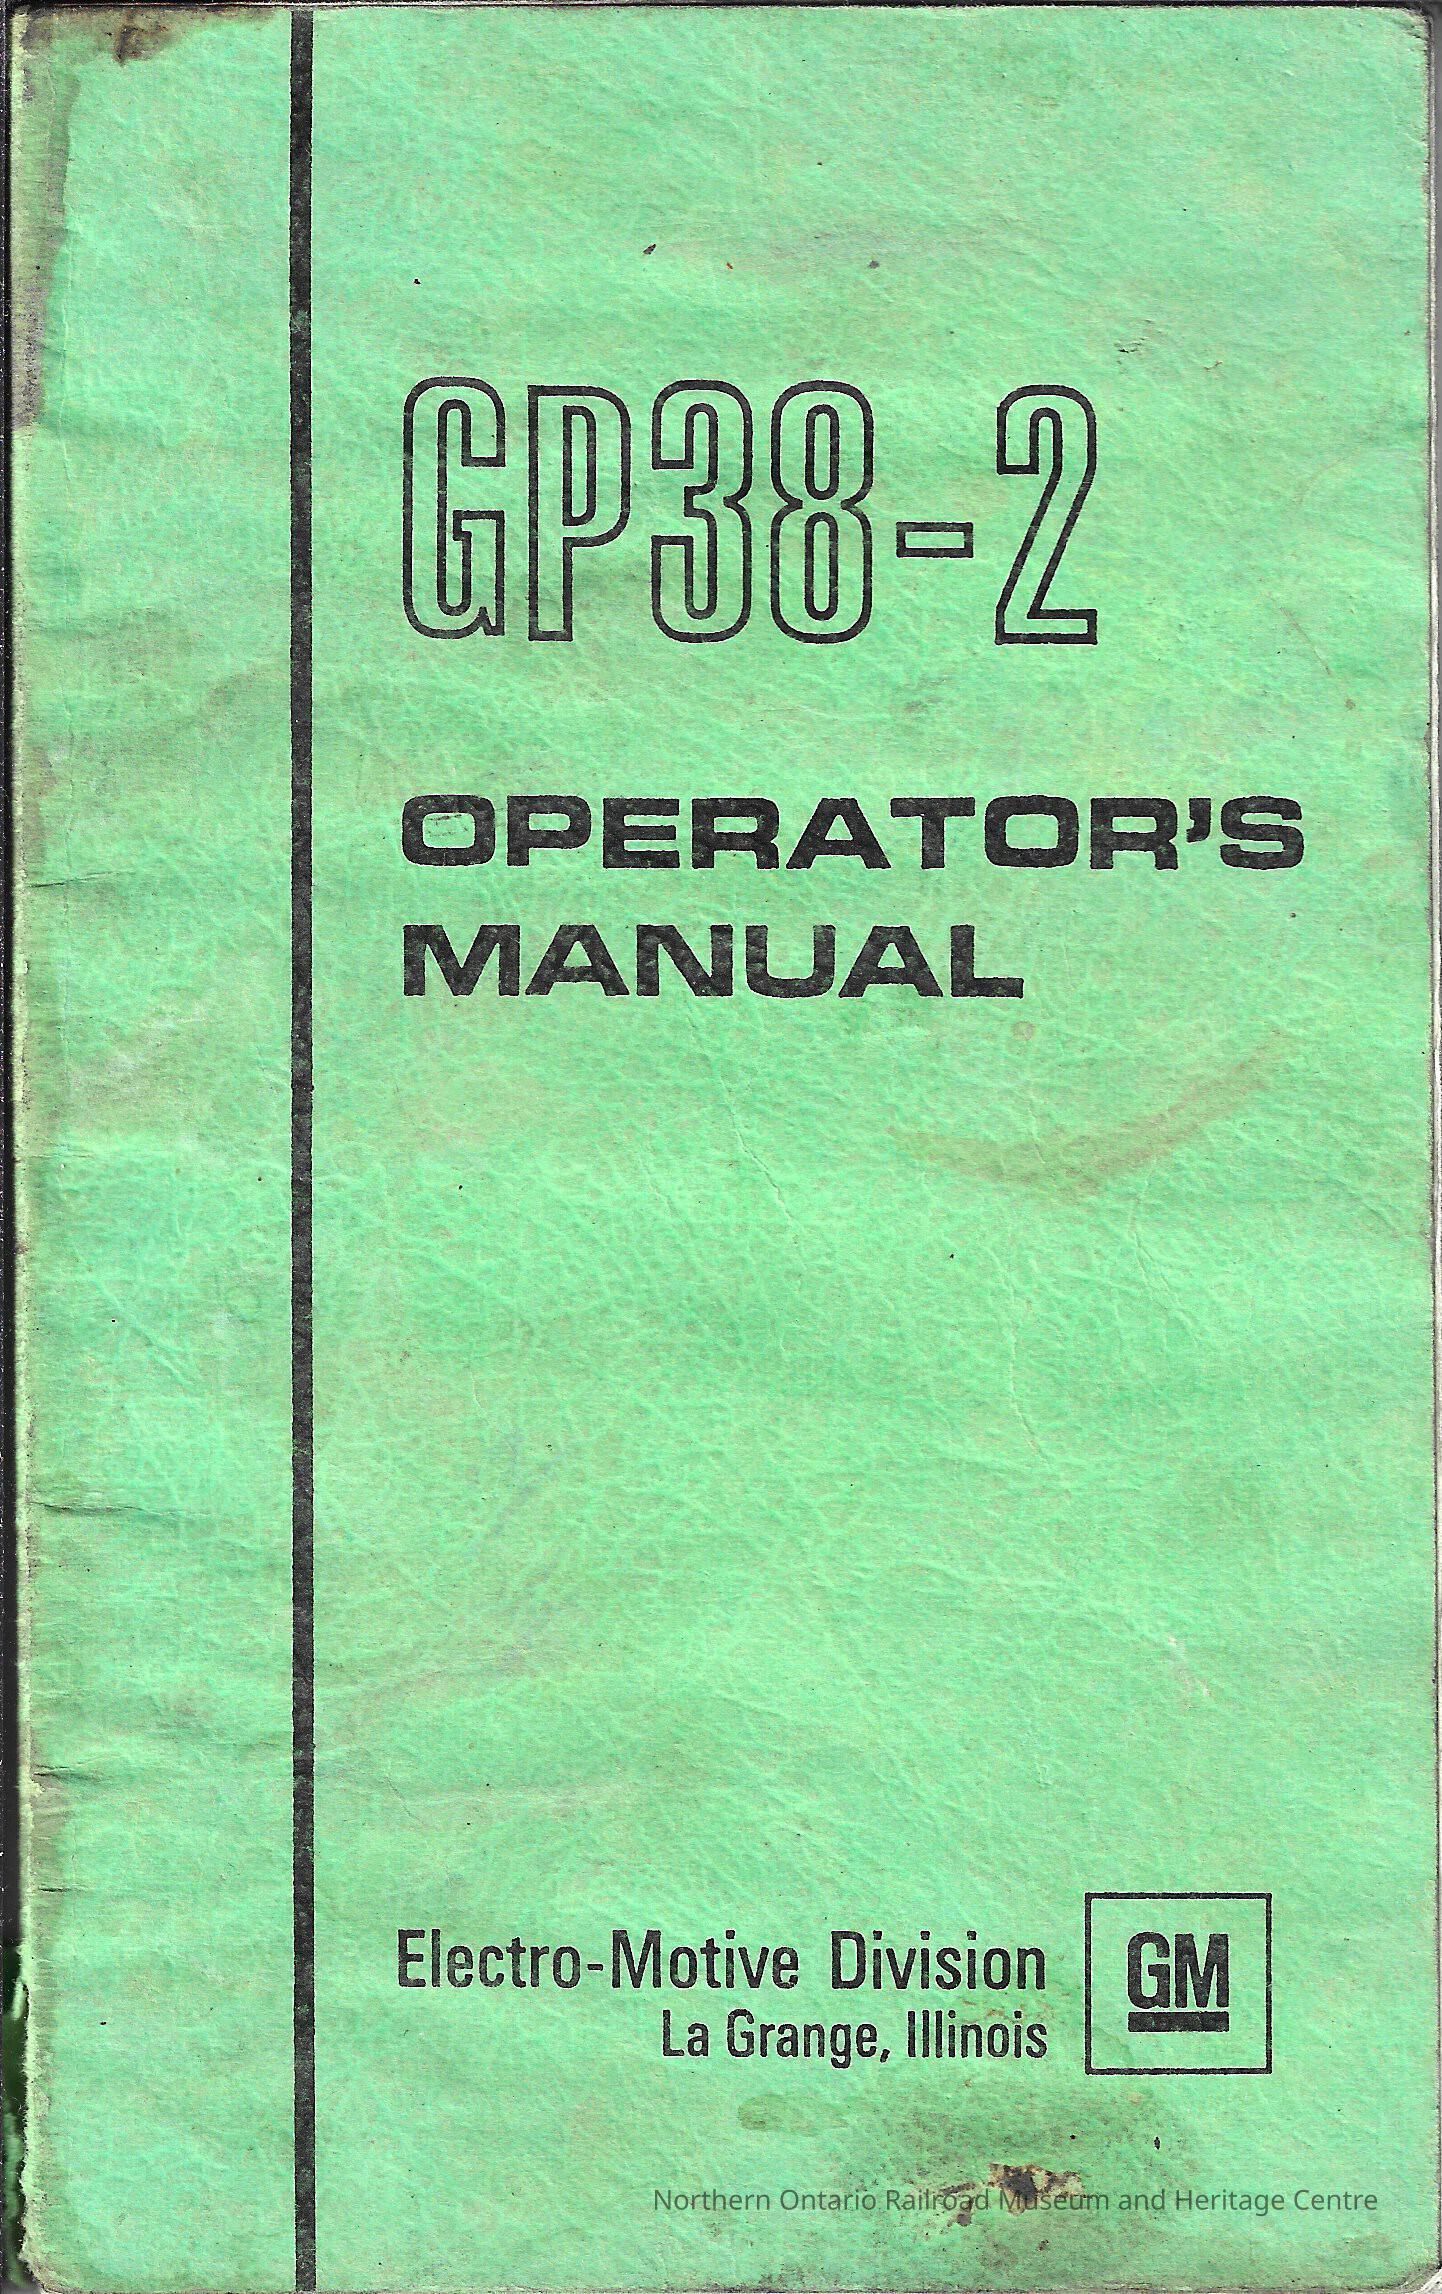 GP38-2
OPERATOR'S
MANUAL
Electro-Motive Division
La Grange, Illinois
GM
Northern Ontario Railroad Museum and Heritage Centre